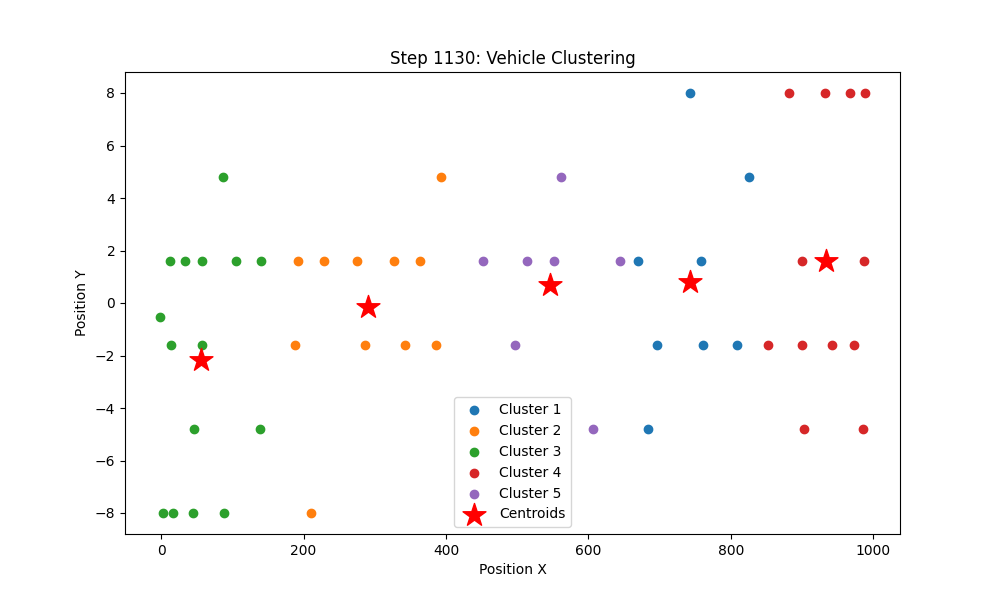 Step 1130: Vehicle Clustering
Position Y
8
6
4
2
0
−2
−4
−6
−8
Cluster 1
Cluster 2
Cluster 3
Cluster 4
Cluster 5
Centroids
0 200 400 600 800 1000
Position X